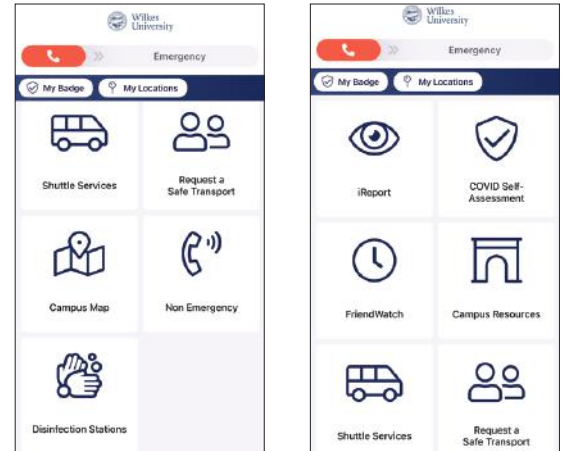 Wilkes
University
Emergency
My Badge
My Locations
Shuttle Services
Request a
Safe Transport
Campus Map
Non Emergency
Disinfection Stations
Wilkes
University
Emergency
My Badge
My Locations
iReport
COVID Self-
Assessment
FriendWatch
Campus Resources
Shuttle Services
Request a
Safe Transport